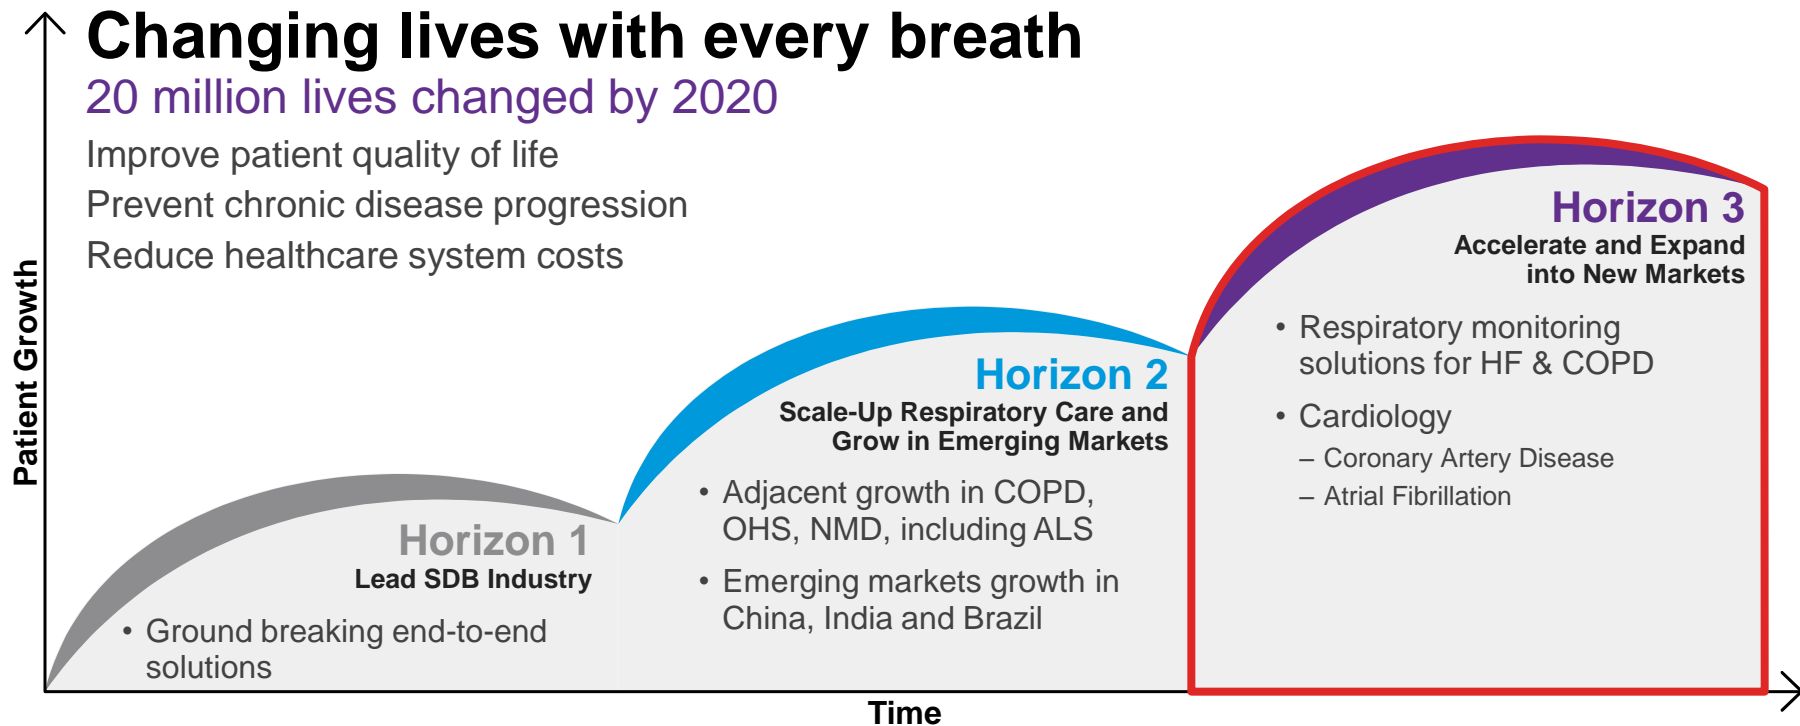 Changing lives with every breath
20 million lives changed by 2020
Improve patient quality of life
Prevent chronic disease progression
Reduce healthcare system costs
Patient Growth
Horizon 1
Lead SDB Industry
• Ground breaking end-to-end
solutions
Horizon 2
Scale-Up Respiratory Care and
Grow in Emerging Markets
• Adjacent growth in COPD,
OHS, NMD, including ALS
• Emerging markets growth in
China, India and Brazil
Horizon 3
Accelerate and Expand
into New Markets
• Respiratory monitoring
solutions for HF & COPD
• Cardiology
– Coronary Artery Disease
– Atrial Fibrillation
Time